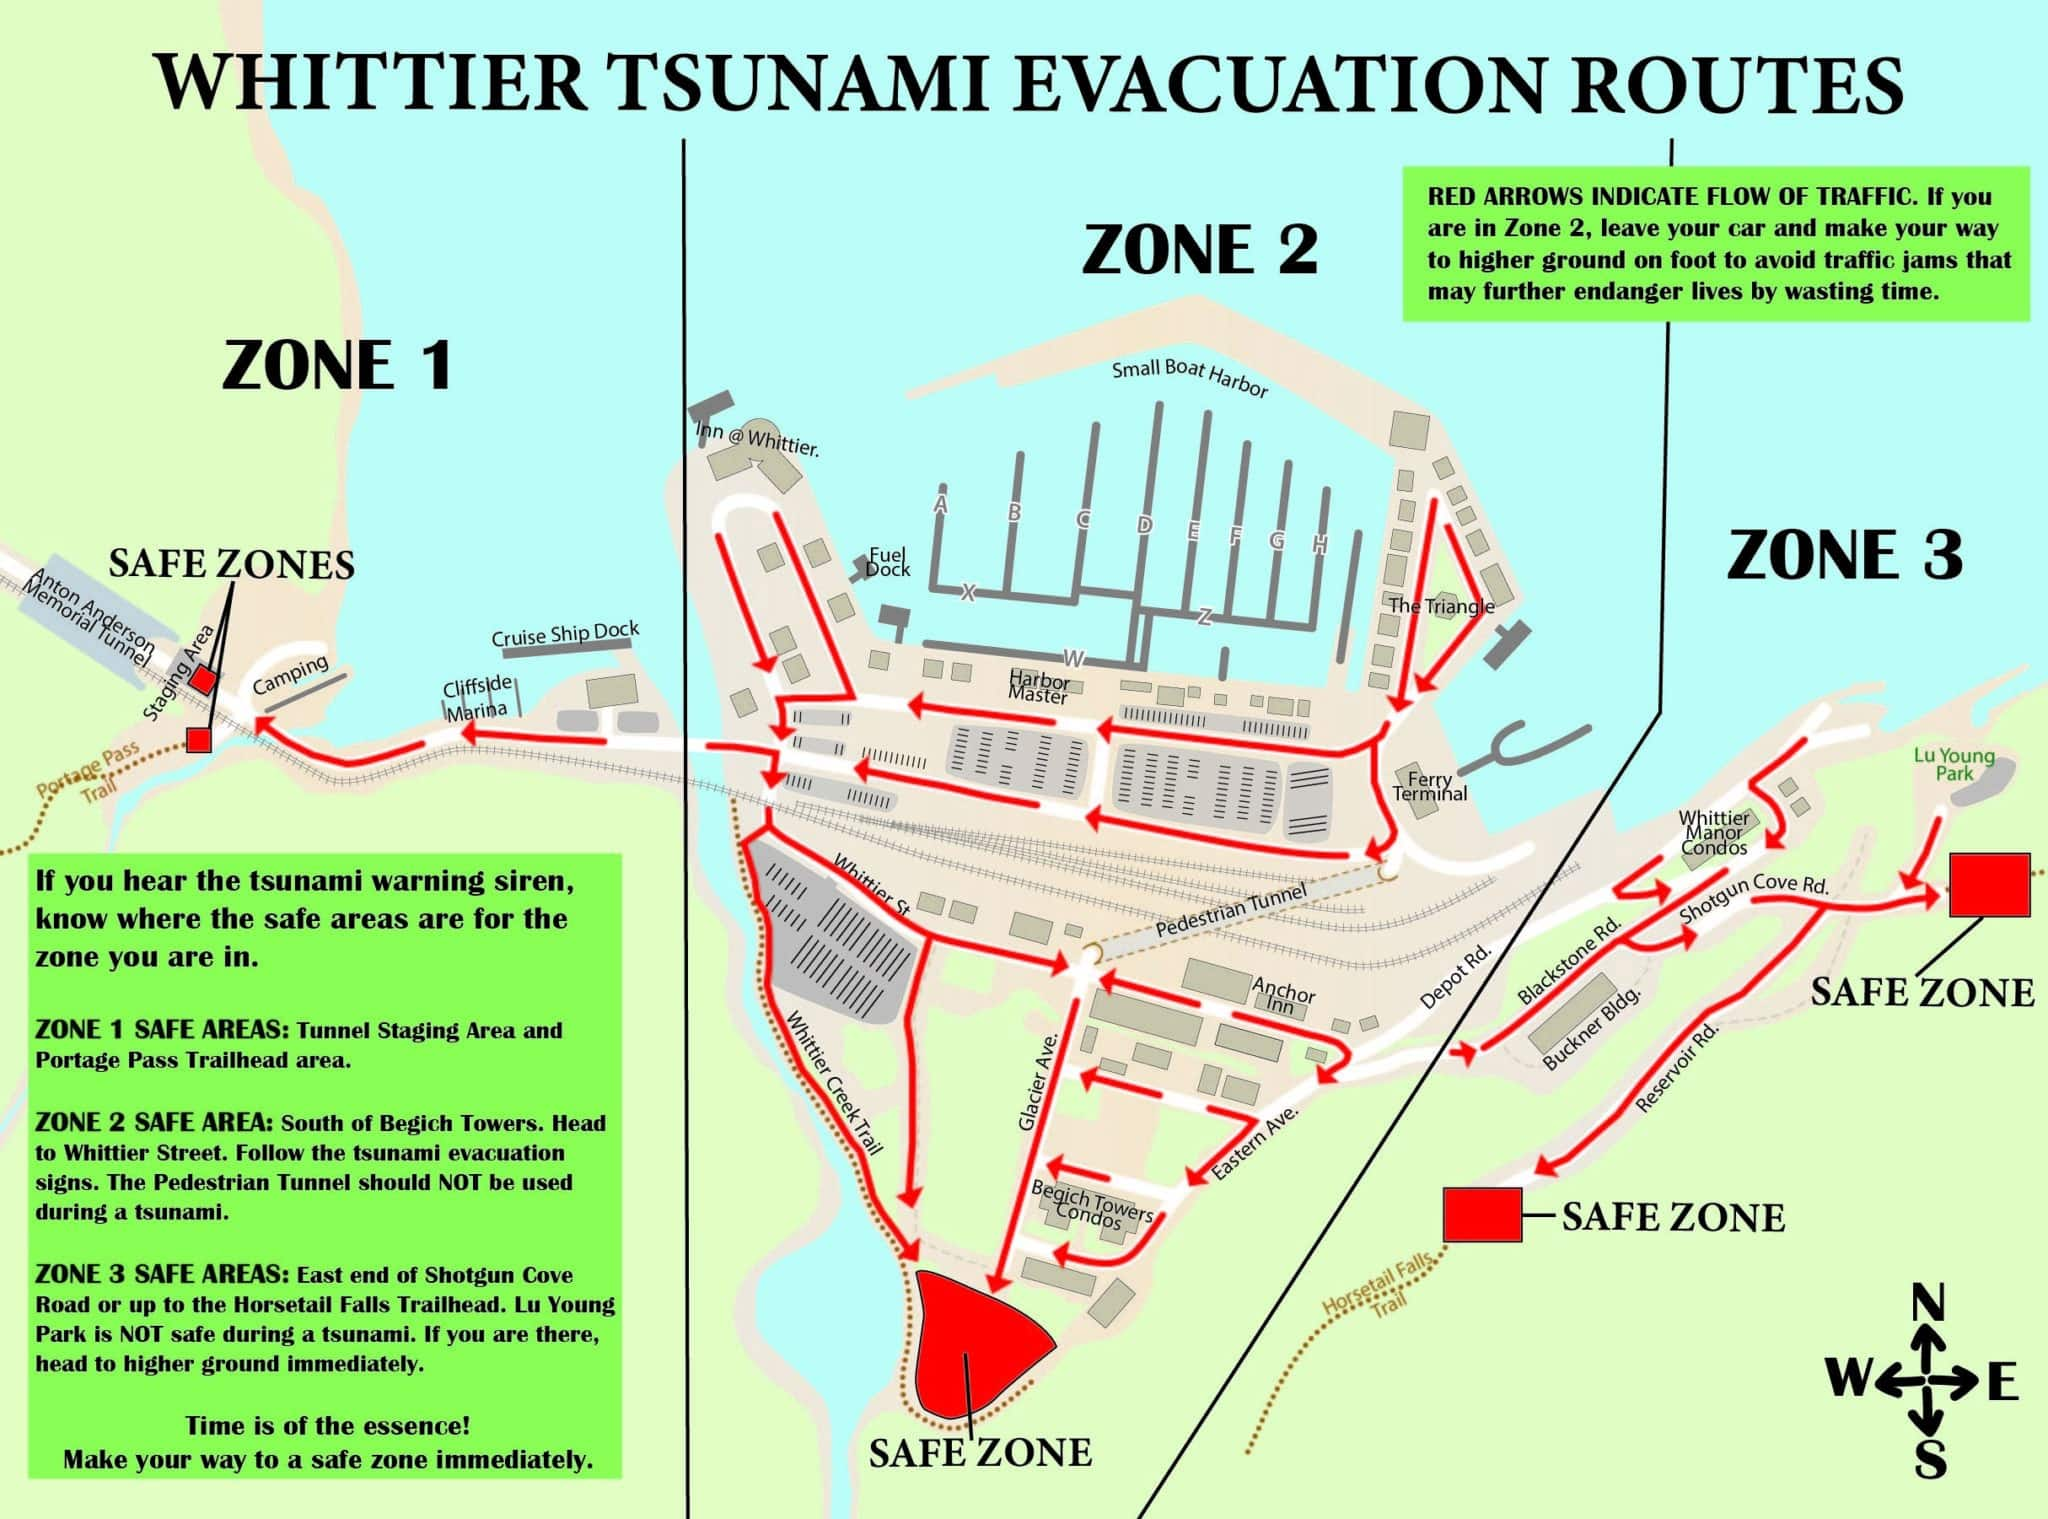 WHITTIER TSUNAMI EVACUATION ROUTES
RED ARROWS INDICATE FLOW OF TRAFFIC. If you
are in Zone 2, leave your car and make your way
to higher ground on foot to avoid traffic jams that
may further endanger lives by wasting time.
ZONE 2
ZONE 1
ZONE 3
Small Boat Harbor
Inn @ Whittier.
Fuel
Dock
A
B
C
D
E
F
G
H
X
Z
W
The Triangle
SAFE ZONES
Anton Anderson
Memorial Tunnel
Staging Area
Camping
Cruise Ship Dock
Cliffside
Marina
Harbor
Master
Portage Pass
Trail
Ferry
Terminal
Lu Young
Park
Whittier
Manor
Condos
Shotgun Cove Rd.
Whittier St
Pedestrian Tunnel
Blackstone Rd.
Depot Rd.
Buckner Bldg.
SAFE ZONE
Anchor
Inn
Reservoir Rd.
Whittier Creek Trail
Glacier Ave.
Eastern Ave.
Begich Towers
Condos
SAFE ZONE
Horsetail Falls
Trail
SAFE ZONE
If you hear the tsunami warning siren,
know where the safe areas are for the
zone you are in.
ZONE 1 SAFE AREAS: Tunnel Staging Area and
Portage Pass Trailhead area.
ZONE 2 SAFE AREA: South of Begich Towers. Head
to Whittier Street. Follow the tsunami evacuation
signs. The Pedestrian Tunnel should NOT be used
during a tsunami.
ZONE 3 SAFE AREAS: East end of Shotgun Cove
Road or up to the Horsetail Falls Trailhead. Lu Young
Park is NOT safe during a tsunami. If you are there,
head to higher ground immediately.
Time is of the essence!
Make your way to a safe zone immediately.
N
W E
S